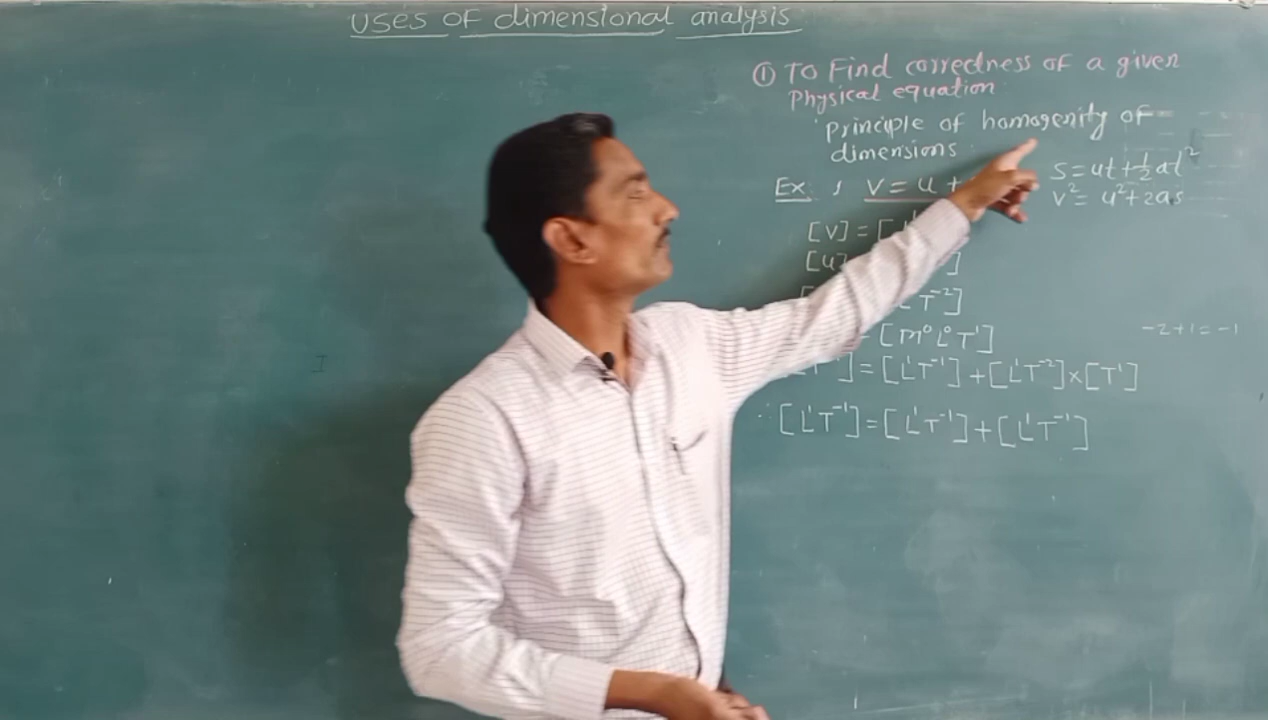 Uses of dimensional analysis
① To Find correctness of a given
Physical equation
principle of homogenity of
dimensions
Ex. , v = u +
s = ut + ½ at²
v² = u² + 2as
[v] = [
[u]
T⁻²]
= [M⁰L⁰T¹]
-2+1 = -1
] = [L¹T⁻¹] + [L¹T⁻²] × [T¹]
∴ [L¹T⁻¹] = [L¹T⁻¹] + [L¹T⁻¹]